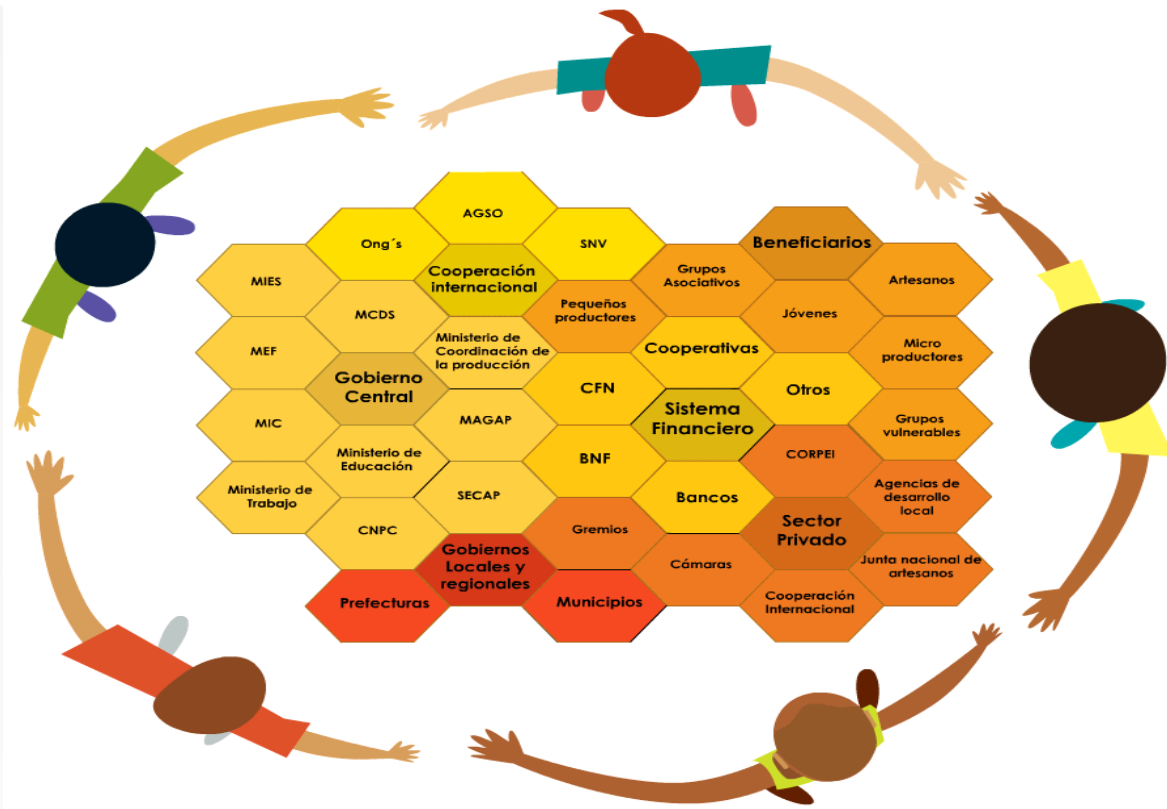 AGSO
Ong´s
SNV
Cooperación
internacional
Beneficiarios
MIES
Grupos
Asociativos
Artesanos
MCDS
Pequeños
productores
Jóvenes
MEF
Ministerio de
Coordinación de
la producción
Cooperativas
Micro
productores
Gobierno
Central
CFN
Otros
MIC
MAGAP
Sistema
Financiero
Grupos
vulnerables
Ministerio de
Educación
BNF
CORPEI
Ministerio de
Trabajo
SECAP
Bancos
Agencias de
desarrollo
local
CNPC
Gremios
Sector
Privado
Gobiernos
Locales y
regionales
Cámaras
Junta nacional de
artesanos
Prefecturas
Municipios
Cooperación
Internacional